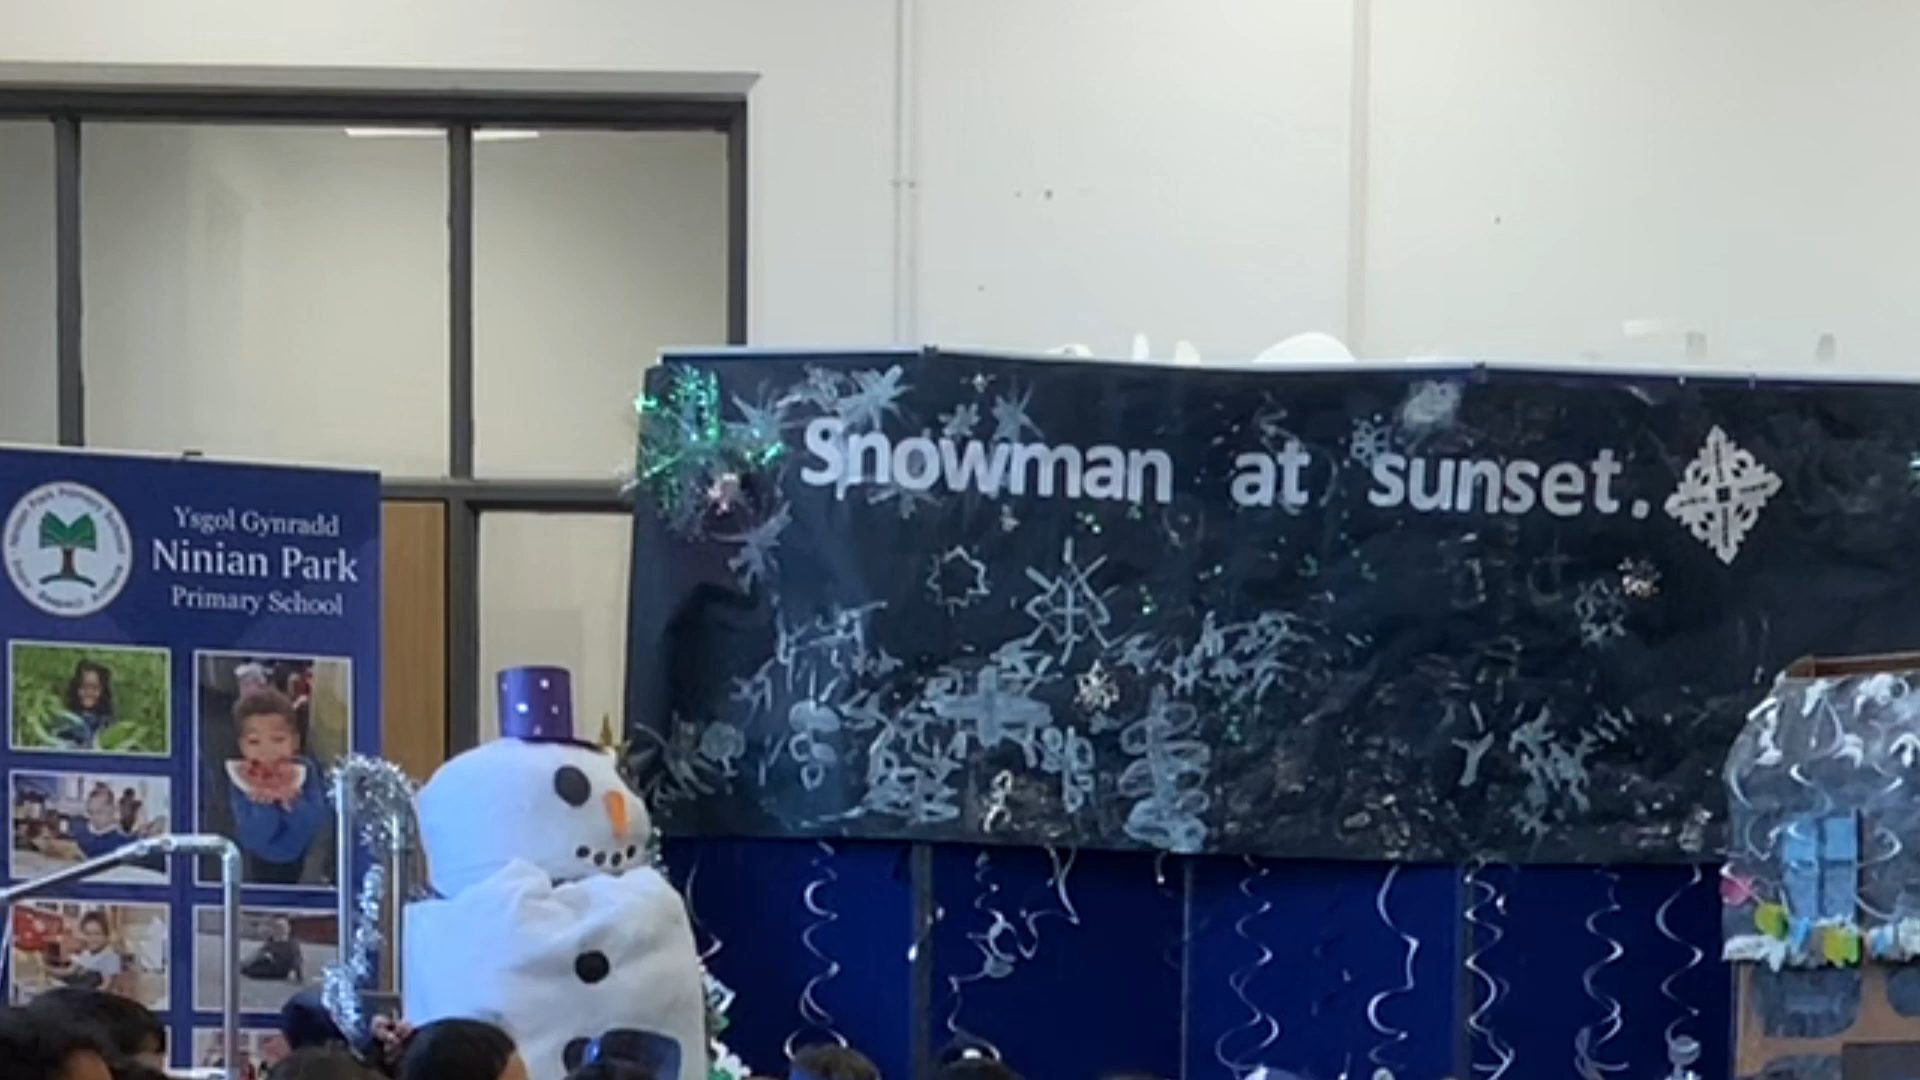 Ysgol Gynradd
Ninian Park
Primary School
Snowman at sunset.